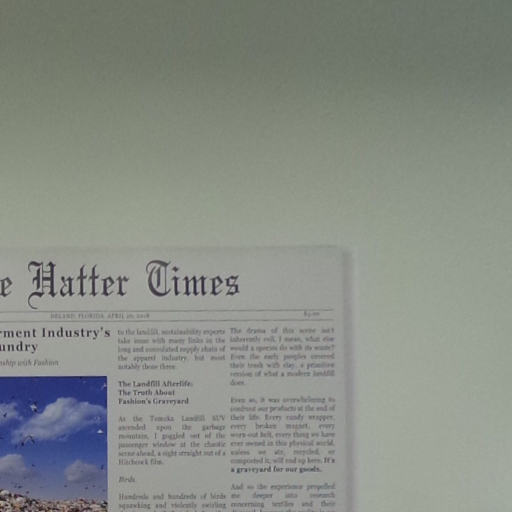 e Hatter Times
DELAND, FLORIDA, APRIL 20, 2018
$5.00
rment Industry's
undry
nship with Fashion
to the landfill, sustainability experts
take issue with many links in the
long and convoluted supply chain of
the apparel industry, but most
notably these three.
The Landfill Afterlife:
The Truth About
Fashion's Graveyard
As the Tomoka Landfill SUV
ascended upon the garbage
mountain, I goggled out of the
passenger window at the chaotic
scene ahead, a sight straight out of a
Hitchcock film.
Birds.
Hundreds and hundreds of birds
squawking and violently swirling
The drama of this scene isn't
inherently evil. I mean, what else
would a species do with its waste?
Even the early peoples covered
their trash with clay, a primitive
version of what a modern landfill
does.
Even so, it was overwhelming to
confront our products at the end of
their life. Every candy wrapper,
every broken magnet, every
worn-out belt, every thing we have
ever owned in this physical world,
unless we air, recycled, or
composted it, will end up here. It's
a graveyard for our goods.
And so the experience propelled
me deeper into research
concerning textiles and their